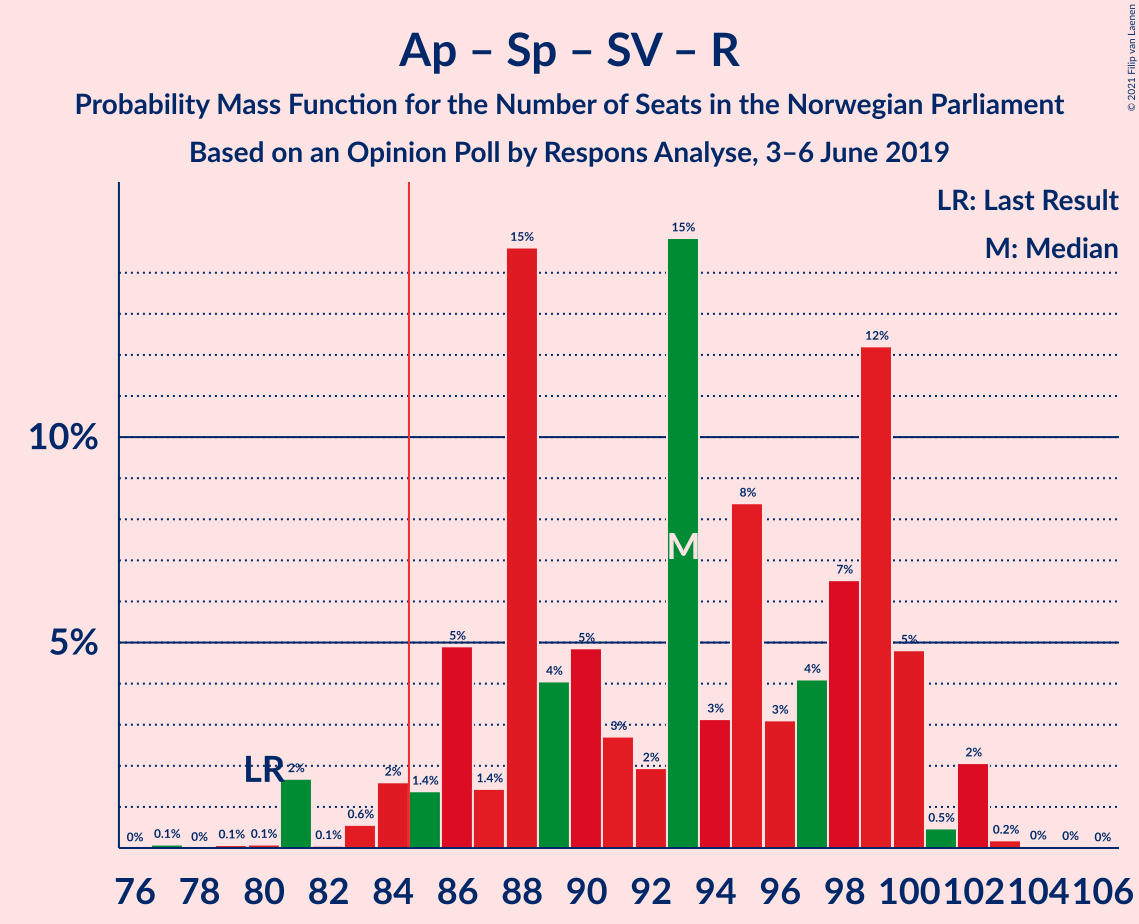 Ap – Sp – SV – R
Probability Mass Function for the Number of Seats in the Norwegian Parliament
Based on an Opinion Poll by Respons Analyse, 3–6 June 2019
© 2021 Filip van Laenen
LR: Last Result
M: Median
10%
5%
LR
M
0% 0.1% 0% 0.1% 0.1% 2% 0.1% 0.6% 2% 1.4% 5% 1.4% 15% 4% 5% 3% 2% 15% 3% 8% 3% 4% 7% 12% 5% 0.5% 2% 0.2% 0% 0% 0%
76 78 80 82 84 86 88 90 92 94 96 98 100 102 104 106